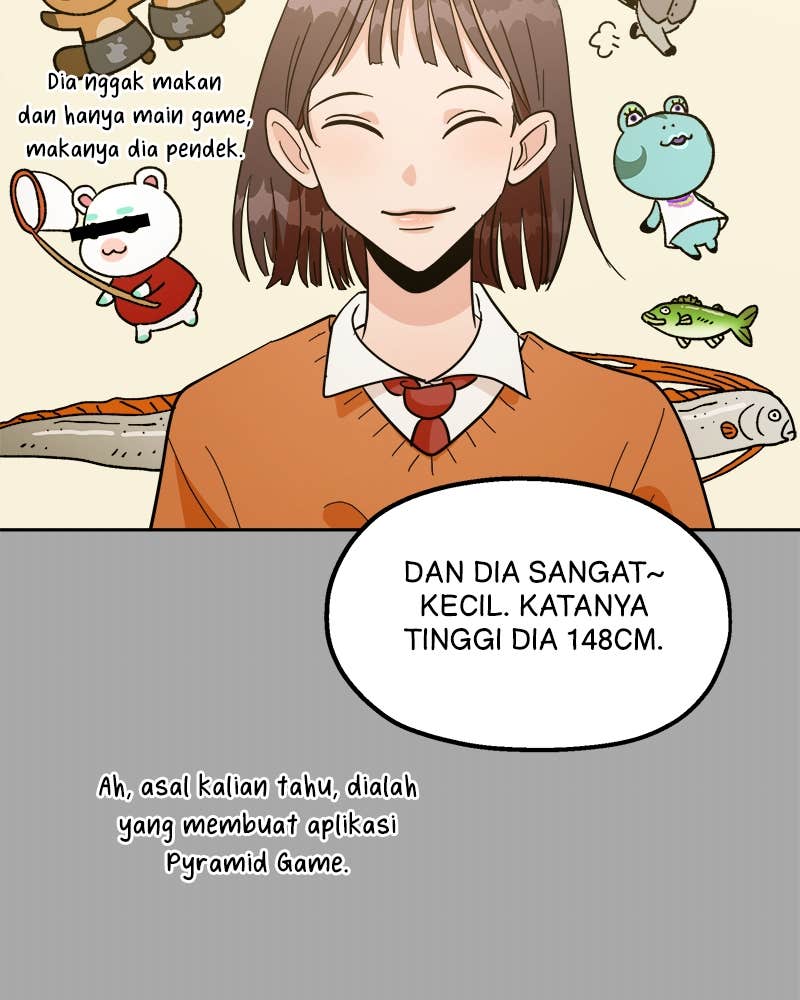 Dia nggak makan
dan hanya main game,
makanya dia pendek.
DAN DIA SANGAT~
KECIL. KATANYA
TINGGI DIA 148CM.
Ah, asal kalian tahu, dialah
yang membuat aplikasi
Pyramid Game.